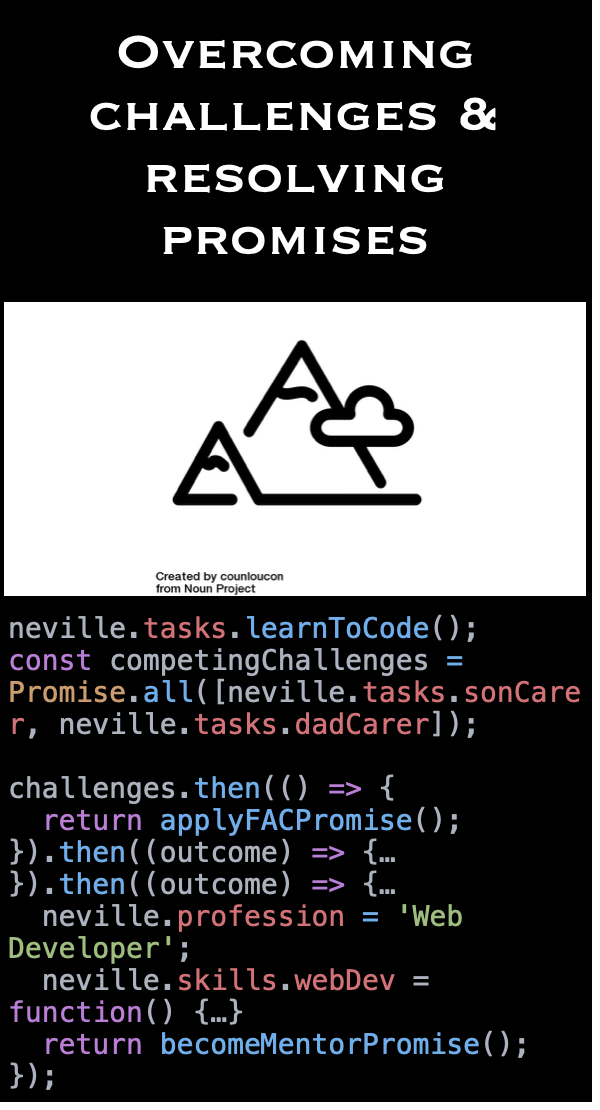 Overcoming
challenges &
resolving
promises
Created by counloucon
from Noun Project
neville.tasks.learnToCode();
const competingChallenges =
Promise.all([neville.tasks.sonCare
r, neville.tasks.dadCarer]);
challenges.then(() => {
  return applyFACPromise();
}).then((outcome) => {…
}).then((outcome) => {…
  neville.profession = 'Web
Developer';
  neville.skills.webDev =
function() {…}
  return becomeMentorPromise();
});